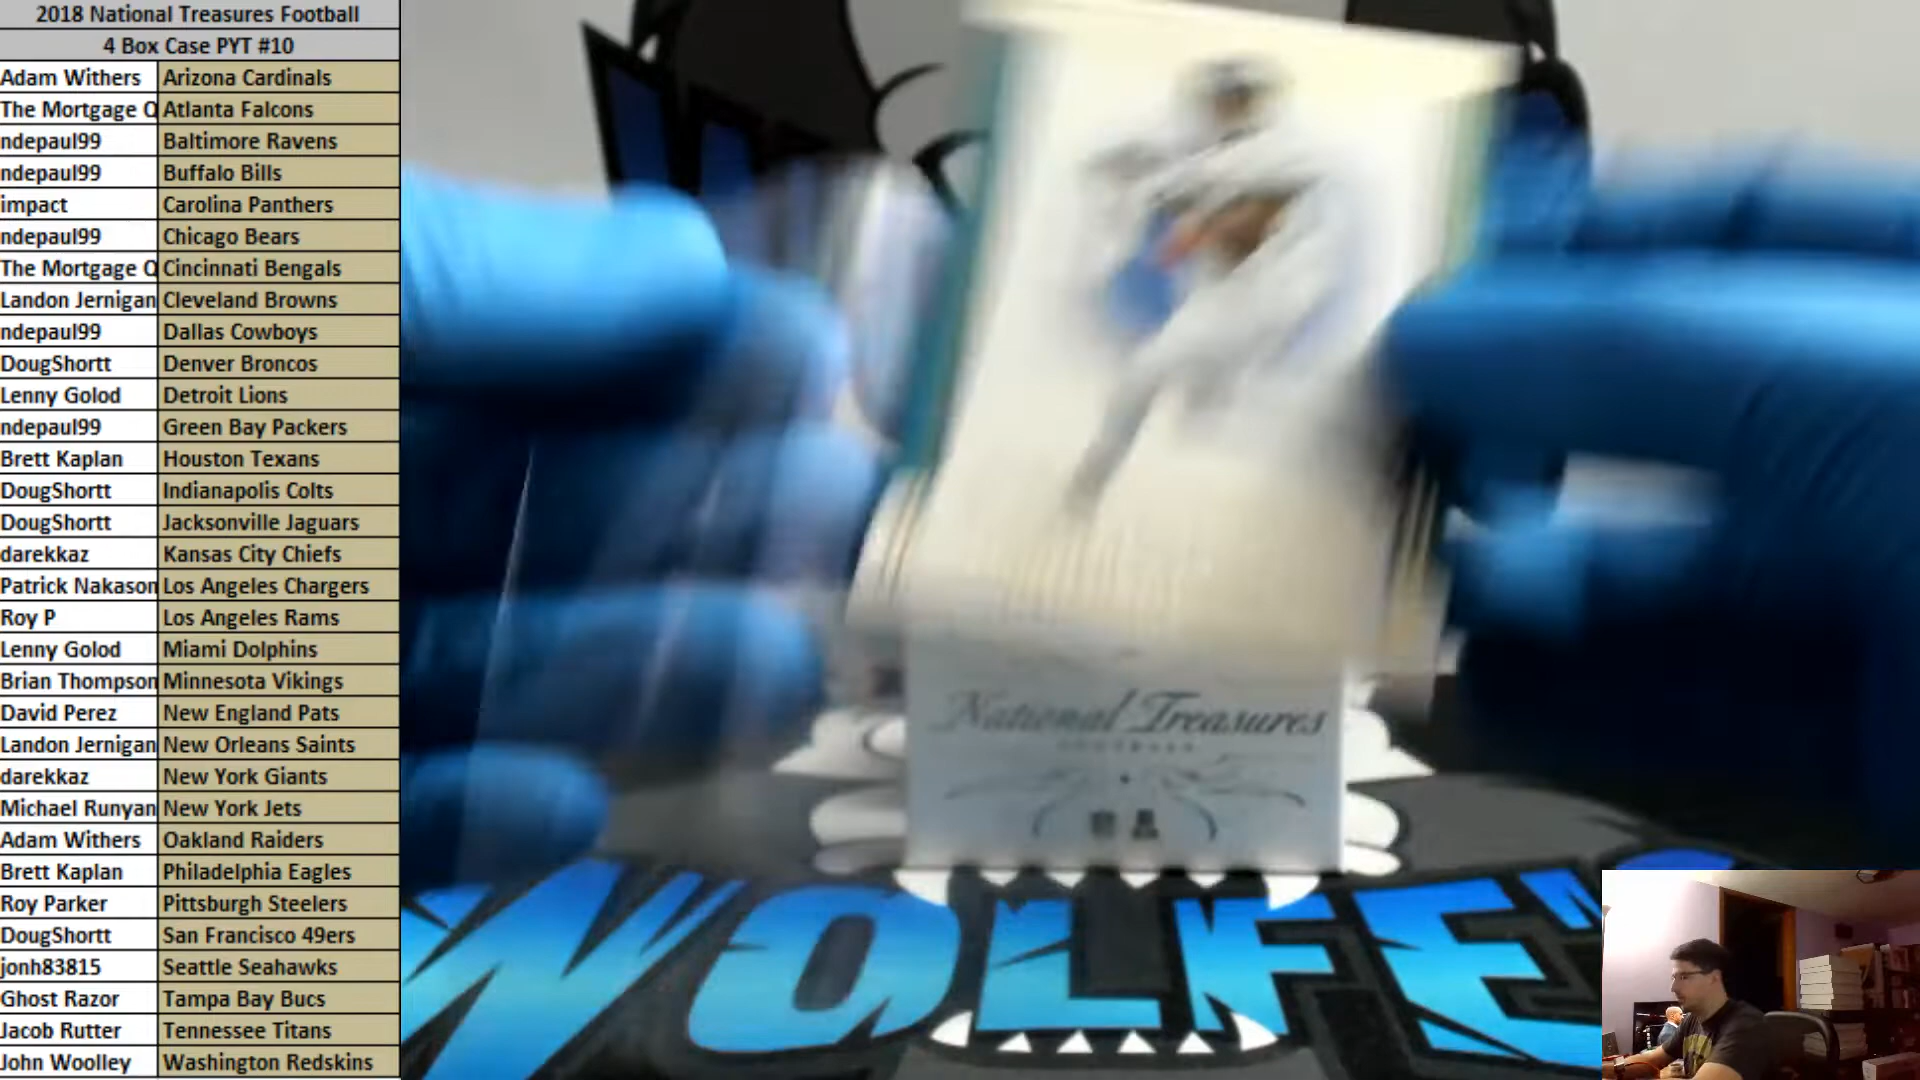 2018 National Treasures Football
4 Box Case PYT #10
Adam Withers Arizona Cardinals
The Mortgage Q Atlanta Falcons
ndepaul99 Baltimore Ravens
ndepaul99 Buffalo Bills
impact Carolina Panthers
ndepaul99 Chicago Bears
The Mortgage Q Cincinnati Bengals
Landon Jernigan Cleveland Browns
ndepaul99 Dallas Cowboys
DougShortt Denver Broncos
Lenny Golod Detroit Lions
ndepaul99 Green Bay Packers
Brett Kaplan Houston Texans
DougShortt Indianapolis Colts
DougShortt Jacksonville Jaguars
darekkaz Kansas City Chiefs
Patrick Nakason Los Angeles Chargers
Roy P Los Angeles Rams
Lenny Golod Miami Dolphins
Brian Thompson Minnesota Vikings
David Perez New England Pats
Landon Jernigan New Orleans Saints
darekkaz New York Giants
Michael Runyan New York Jets
Adam Withers Oakland Raiders
Brett Kaplan Philadelphia Eagles
Roy Parker Pittsburgh Steelers
DougShortt San Francisco 49ers
jonh83815 Seattle Seahawks
Ghost Razor Tampa Bay Bucs
Jacob Rutter Tennessee Titans
John Woolley Washington Redskins
National Treasures
FOOTBALL
WOLFE'